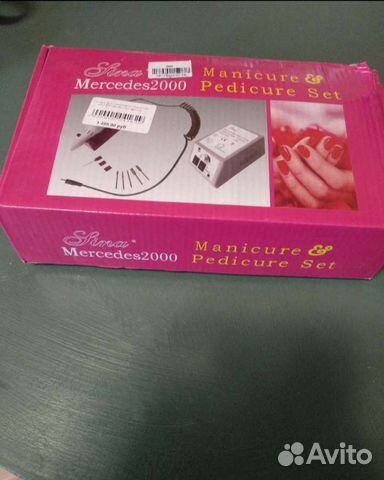 Sina
Mercedes2000
Manicure &
Pedicure Set
Sina
Mercedes2000
Manicure &
Pedicure Set
Avito